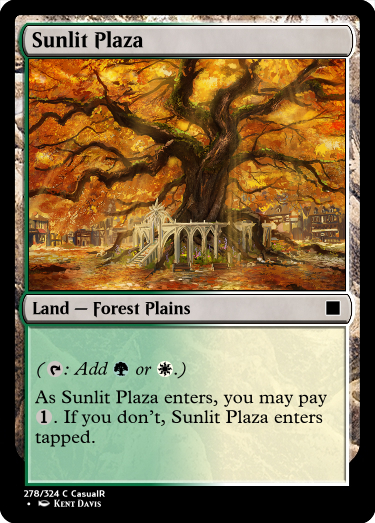 Sunlit Plaza
Land — Forest Plains
( : Add or .)
As Sunlit Plaza enters, you may pay
1. If you don't, Sunlit Plaza enters
tapped.
278/324 C CasualR
• Kent Davis